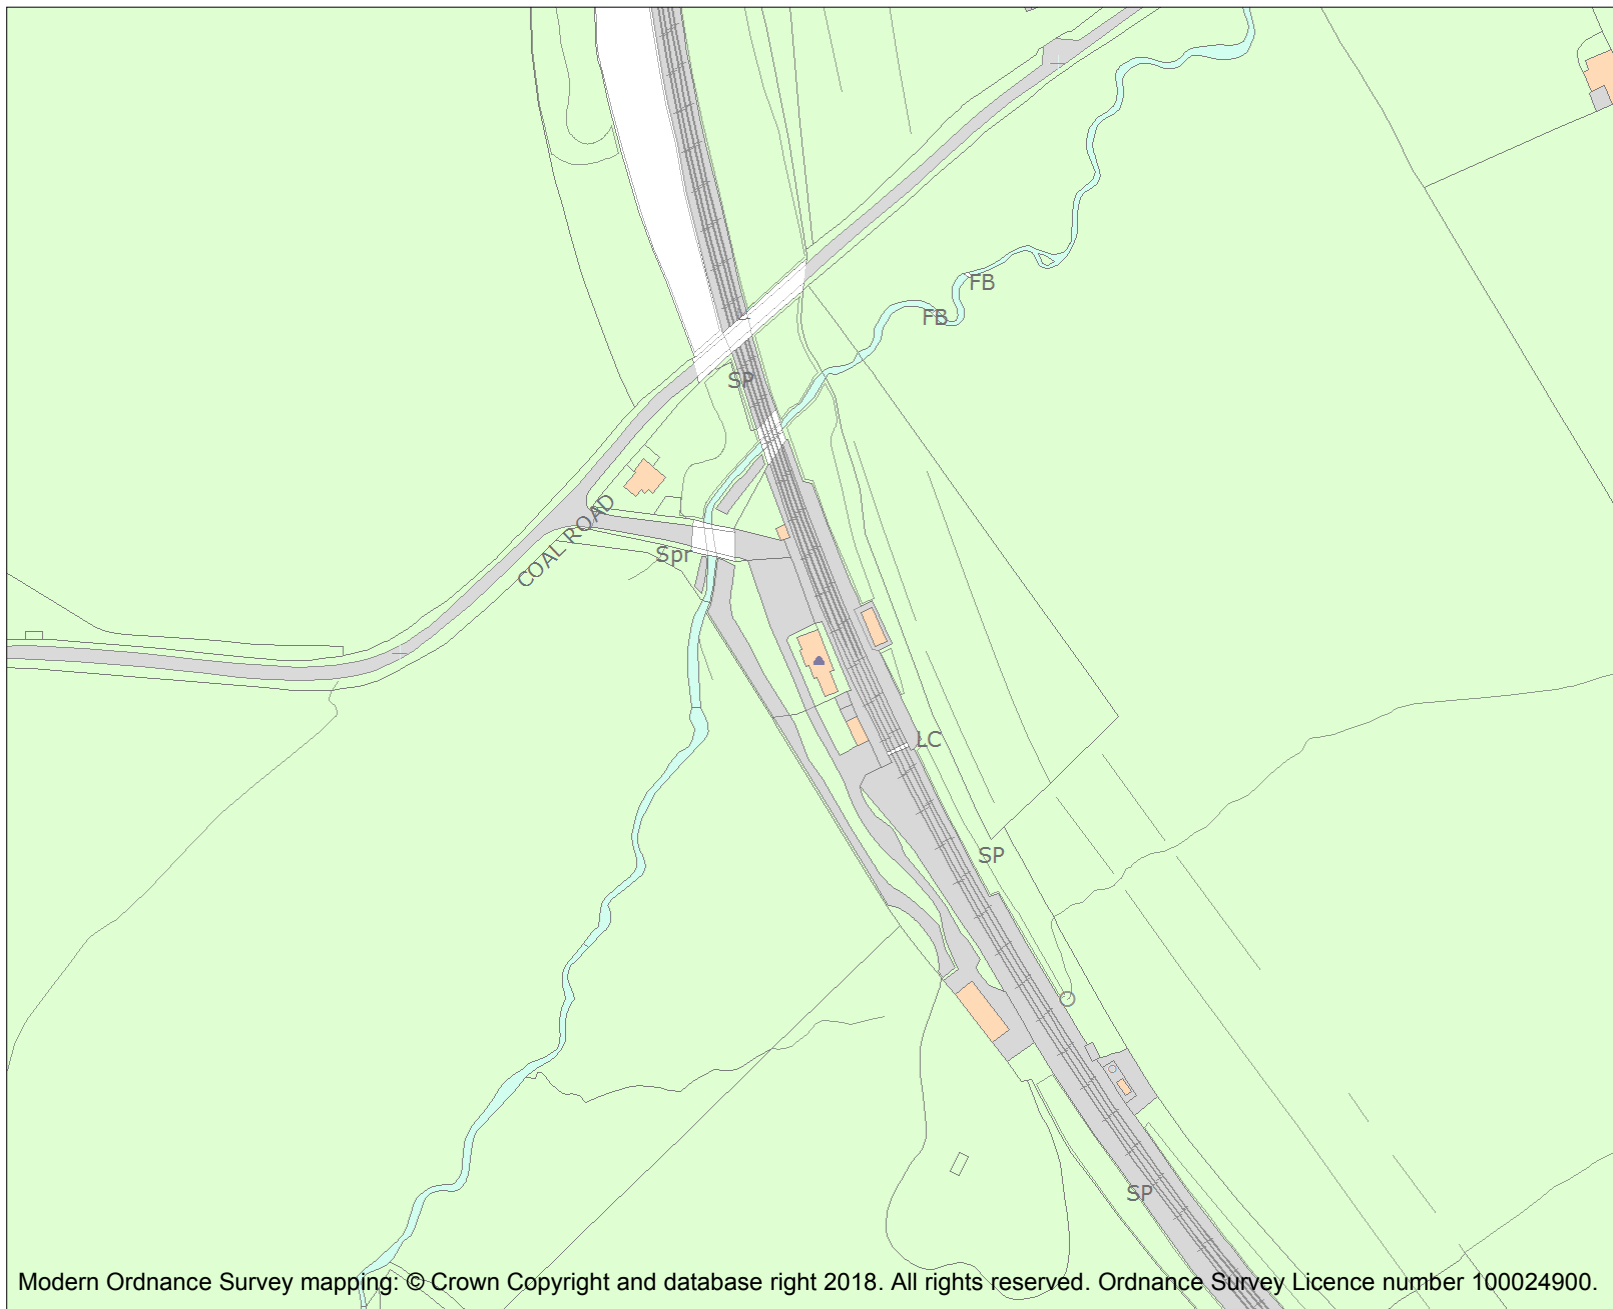 FB
FB
SP
COAL ROAD
Spr
LC
SP
SP
Modern Ordnance Survey mapping: © Crown Copyright and database right 2018. All rights reserved. Ordnance Survey Licence number 100024900.